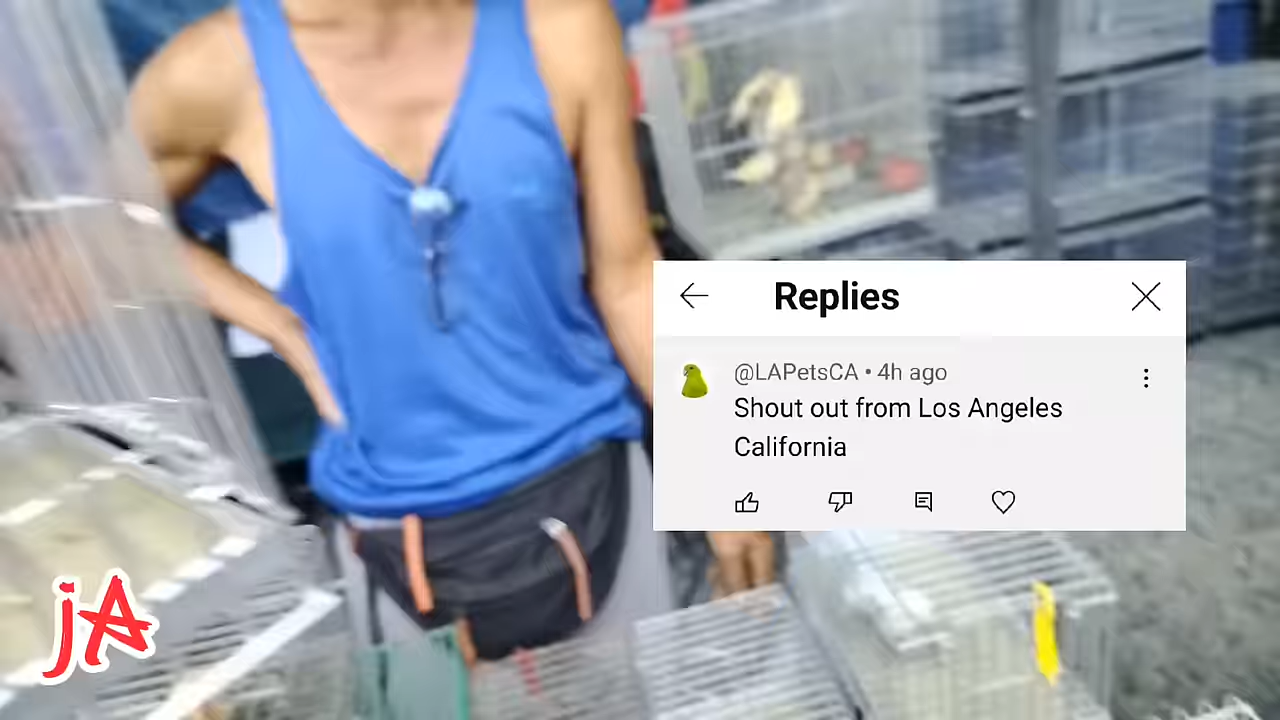 Replies
@LAPetsCA • 4h ago
Shout out from Los Angeles
California
jA